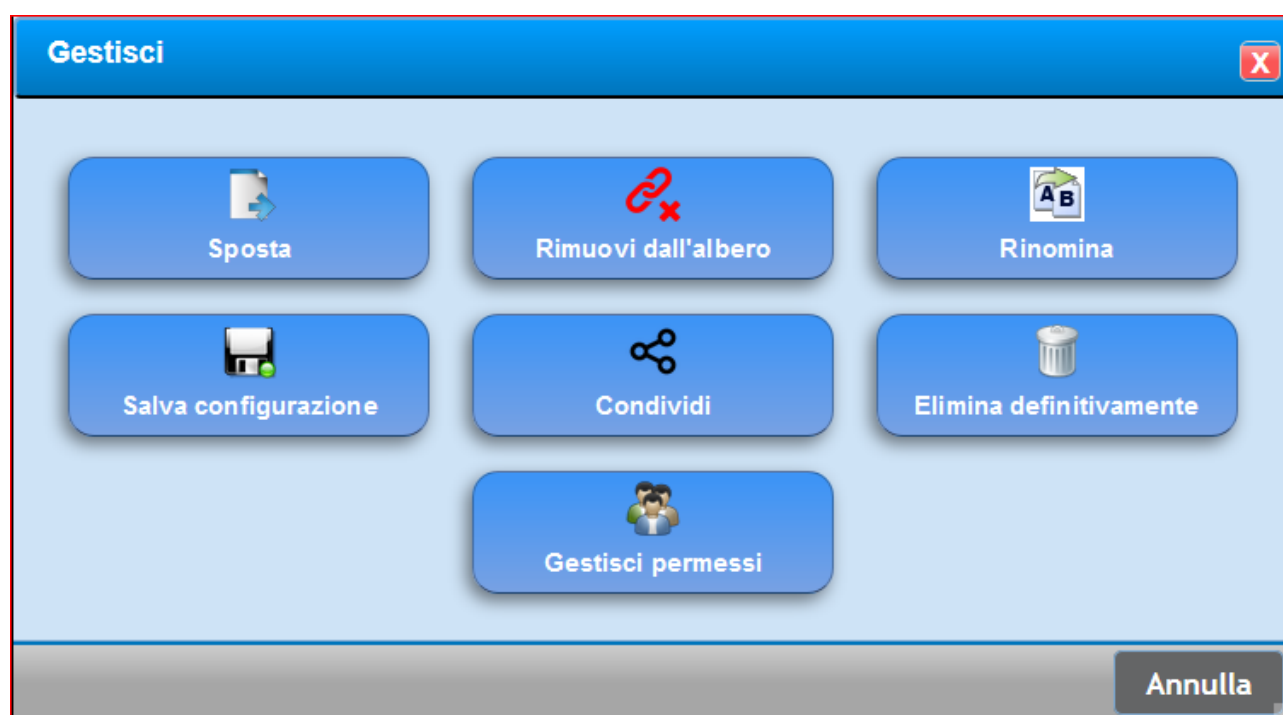 Gestisci
X
Sposta
Rimuovi dall'albero
A B
Rinomina
Salva configurazione
Condividi
Elimina definitivamente
Gestisci permessi
Annulla